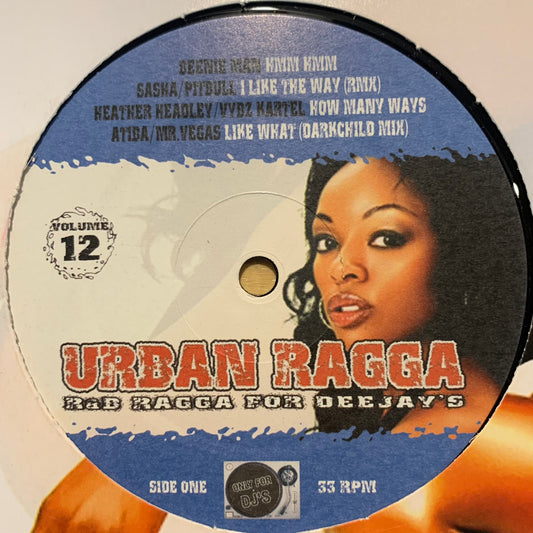 BEENIE MAN HMM HMM
SASHA/PITBULL I LIKE THE WAY (RMX)
HEATHER HEADLEY/VYBZ KARTEL HOW MANY WAYS
ATIBA/MR.VEGAS LIKE WHAT (DARKCHILD MIX)
VOLUME
12
URBAN RAGGA
R&B RAGGA FOR DEEJAY'S
SIDE ONE
ONLY FOR
DJ'S
33 RPM